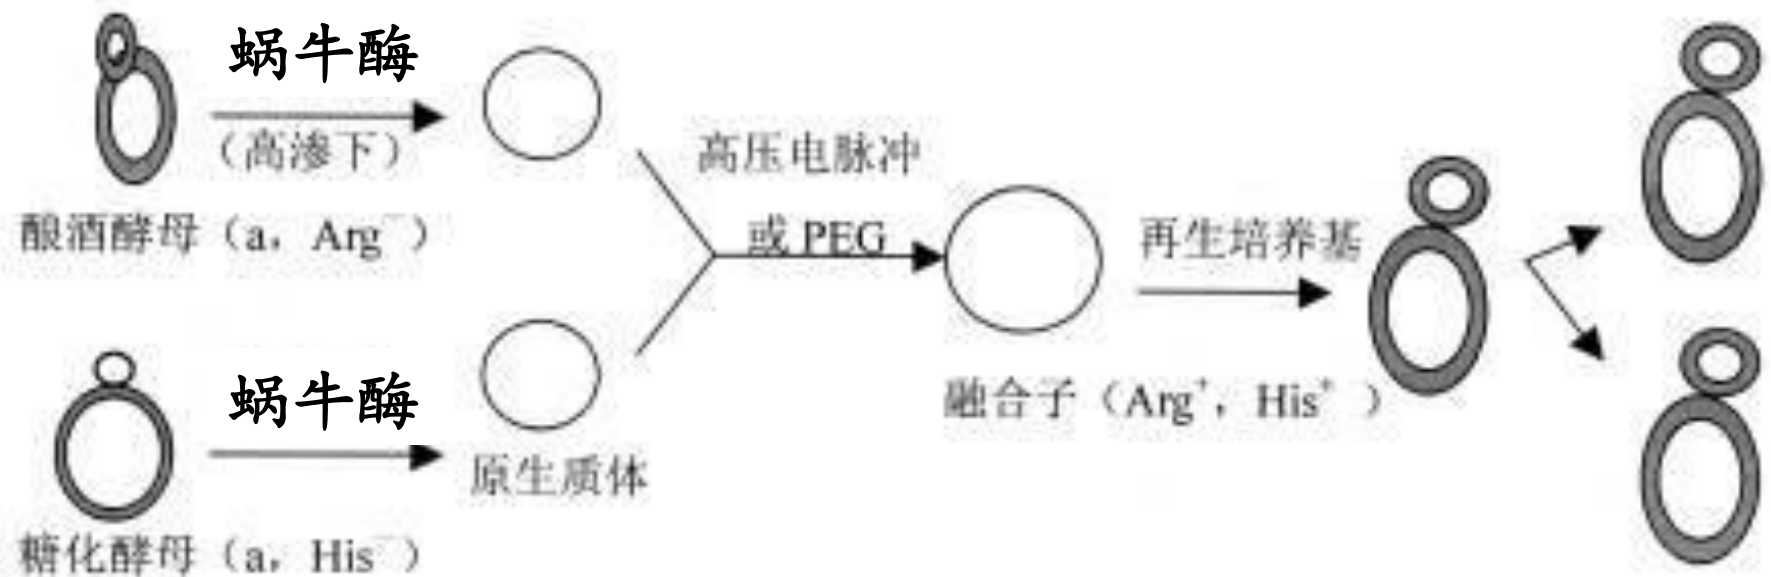 蜗牛酶
（高渗下）
酿酒酵母（a，Arg⁻）
蜗牛酶
糖化酵母（a，His⁻）
原生质体
高压电脉冲
或 PEG
融合子（Arg⁺，His⁺）
再生培养基